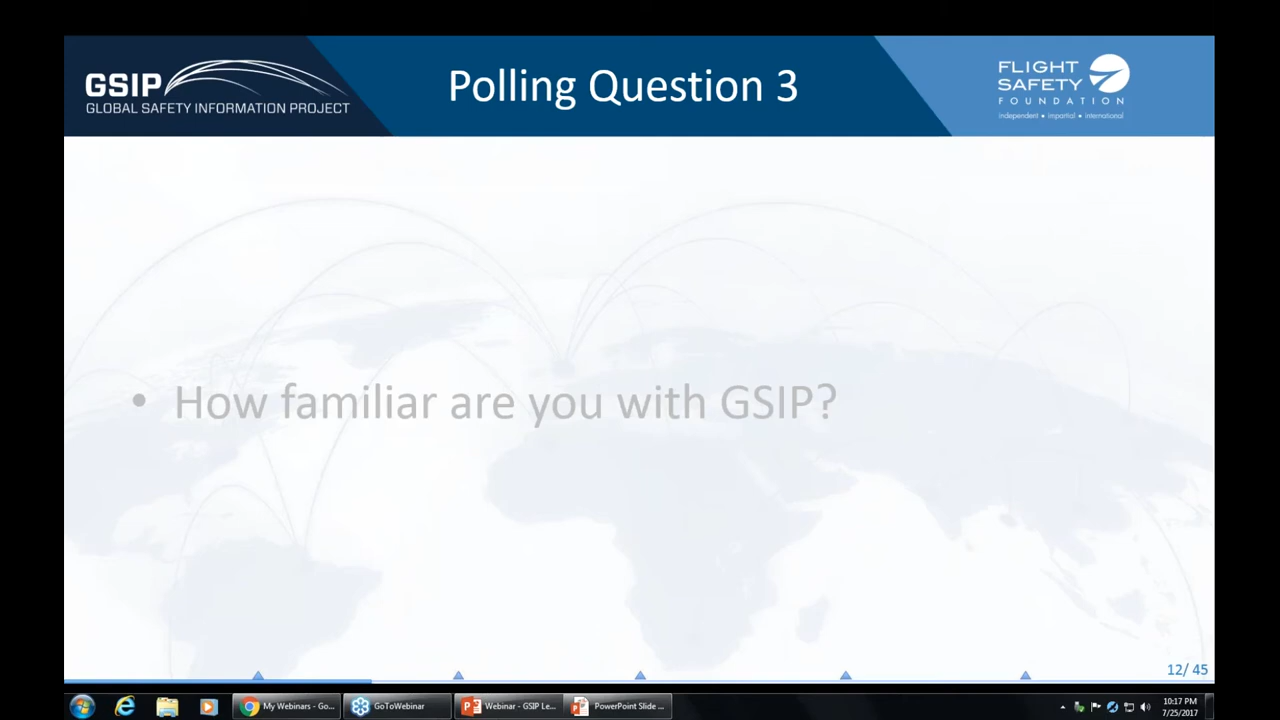 GSIP
GLOBAL SAFETY INFORMATION PROJECT
Polling Question 3
FLIGHT
SAFETY
FOUNDATION
independent • impartial • international
• How familiar are you with GSIP?
12/ 45
My Webinars - Go...
GoToWebinar
Webinar - GSIP Le...
PowerPoint Slide ...
10:17 PM
7/25/2017